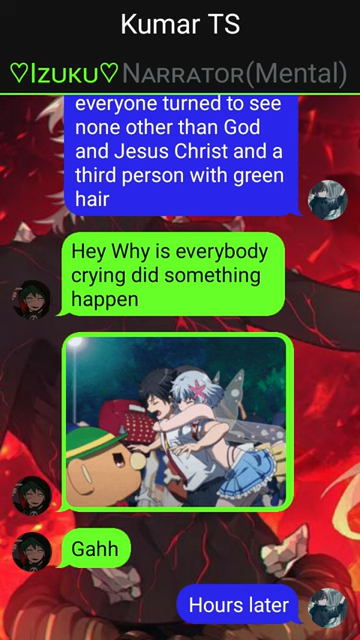 Kumar TS
♡Izuku♡Narrator(Mental)
everyone turned to see
none other than God
and Jesus Christ and a
third person with green
hair
Hey Why is everybody
crying did something
happen
Gahh
Hours later